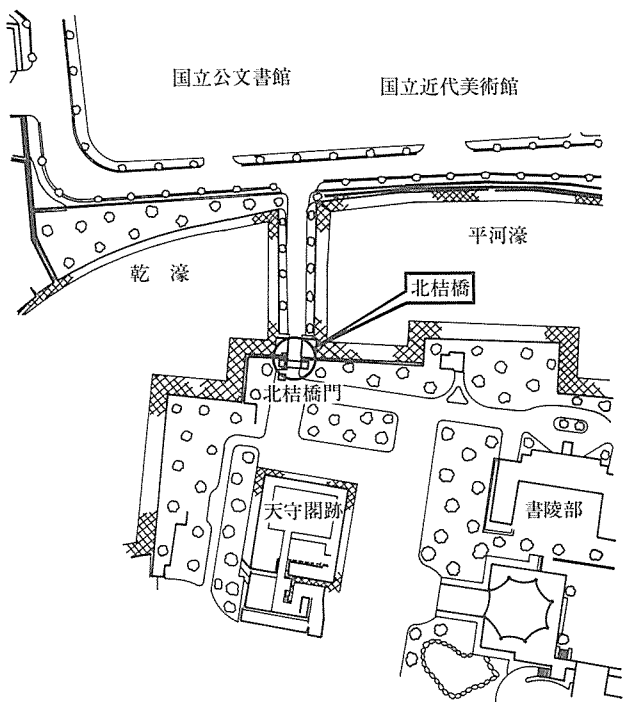 国立公文書館
国立近代美術館
平河濠
乾 濠
北桔橋
北桔橋門
天守閣跡
書陵部